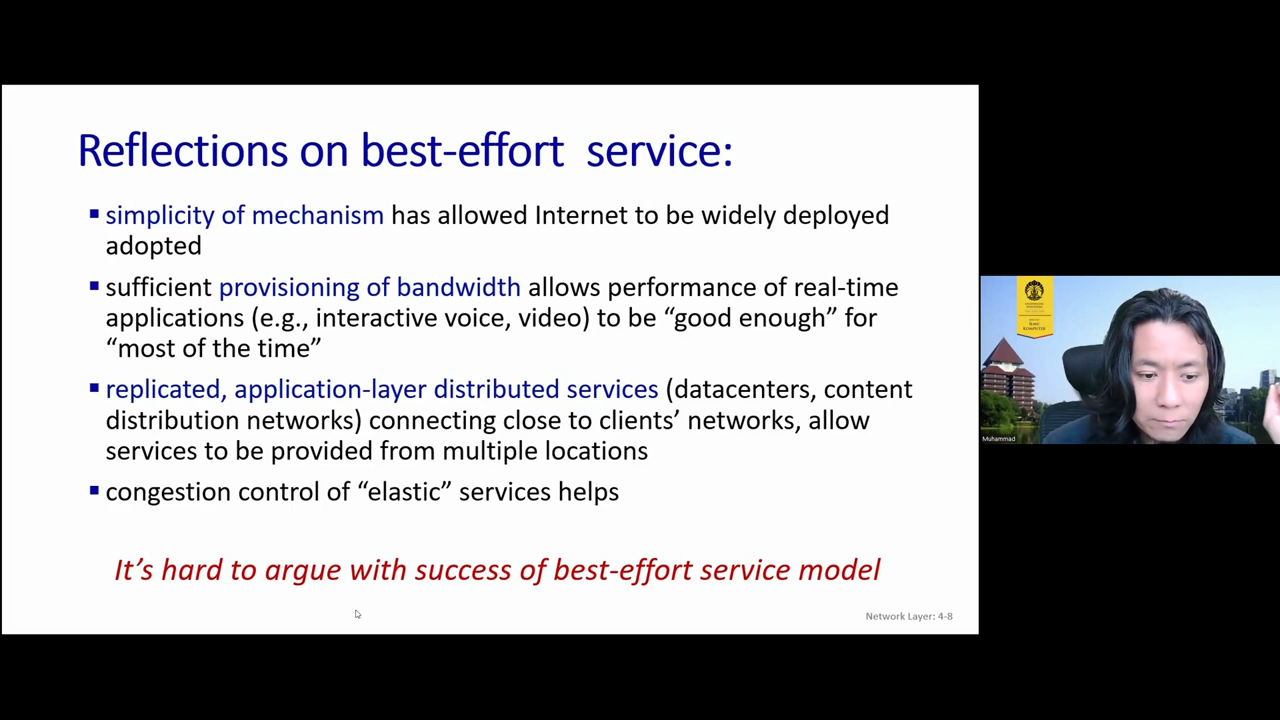 Reflections on best-effort  service:
▪ simplicity of mechanism has allowed Internet to be widely deployed
adopted
▪ sufficient provisioning of bandwidth allows performance of real-time
applications (e.g., interactive voice, video) to be “good enough” for
“most of the time”
▪ replicated, application-layer distributed services (datacenters, content
distribution networks) connecting close to clients’ networks, allow
services to be provided from multiple locations
▪ congestion control of “elastic” services helps
It’s hard to argue with success of best-effort service model
Network Layer: 4-8
ILMU
KOMPUTER
Muhammad